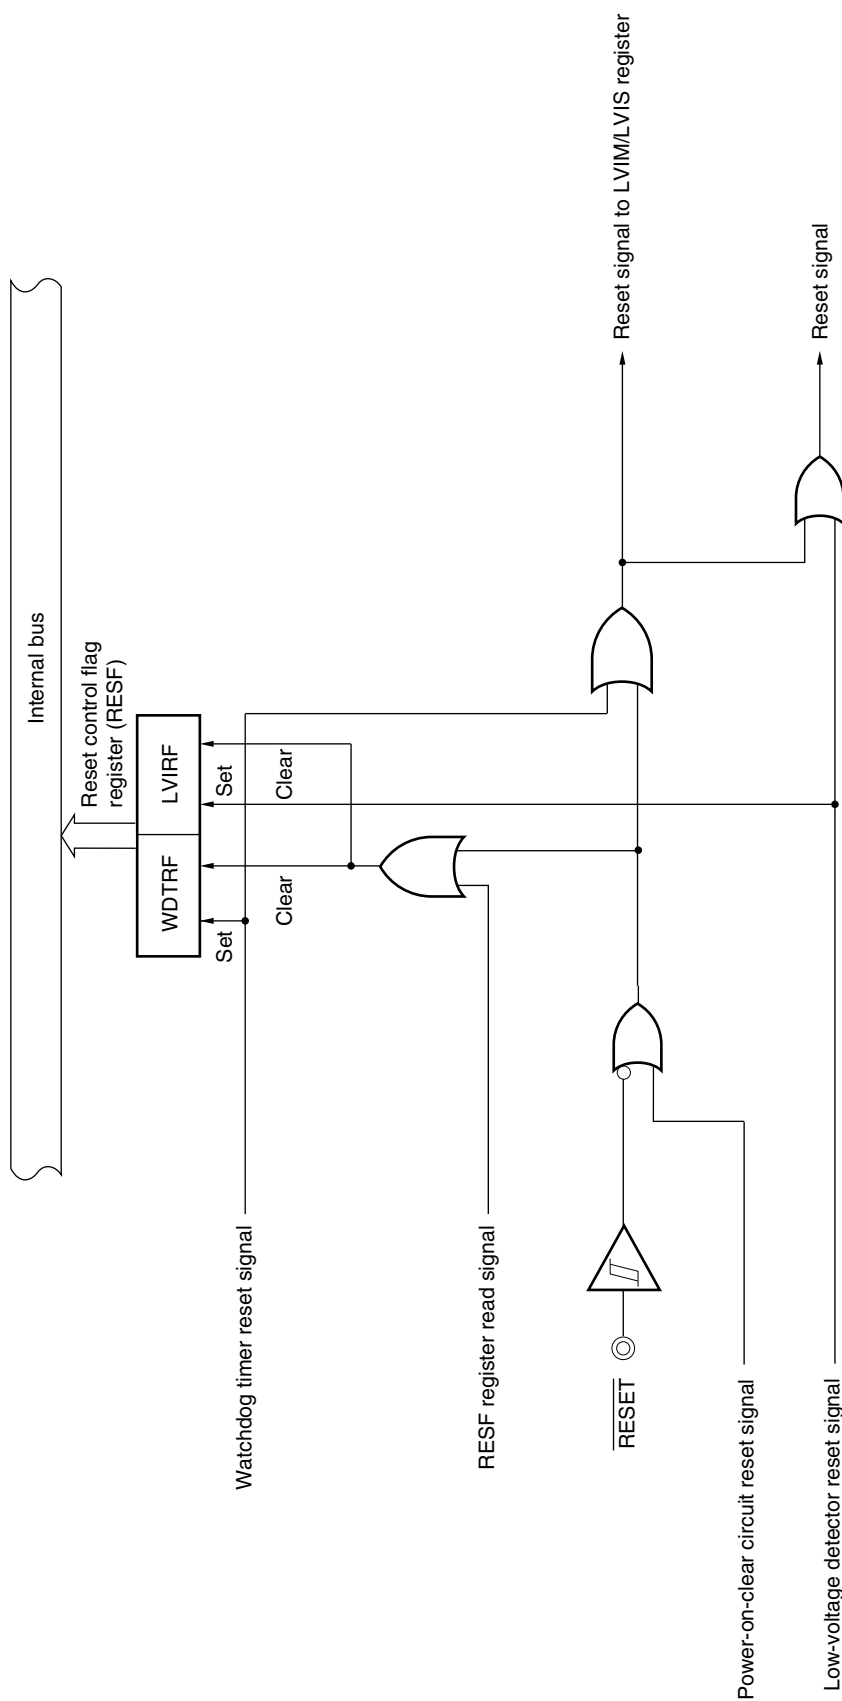 Internal bus
Reset control flag
register (RESF)
WDTRF
LVIRF
Set
Clear
Set
Clear
Watchdog timer reset signal
RESF register read signal
RESET
Power-on-clear circuit reset signal
Low-voltage detector reset signal
Reset signal to LVIM/LVIS register
Reset signal